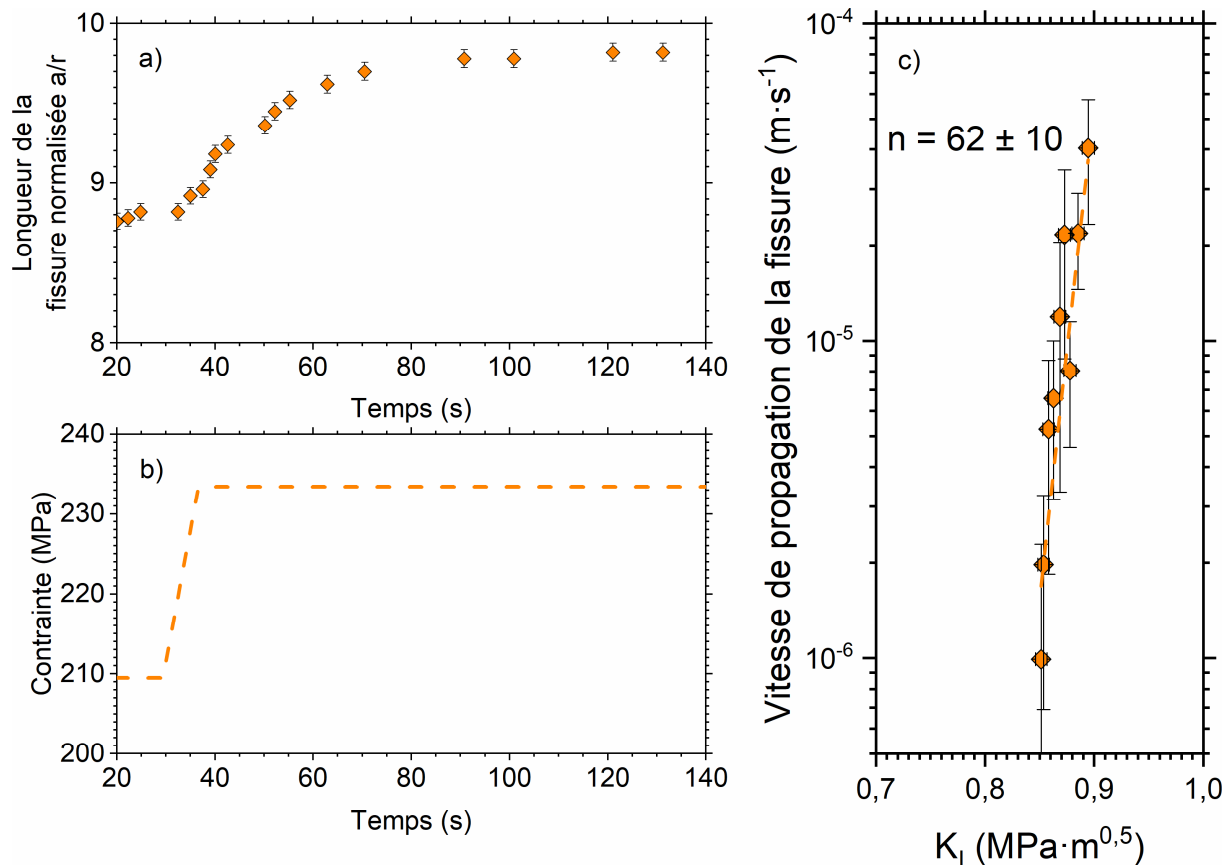 a)
Longueur de la
fissure normalisée a/r
10
9
8
20 40 60 80 100 120 140
Temps (s)
b)
Contrainte (MPa)
240
230
220
210
200
20 40 60 80 100 120 140
Temps (s)
c)
n = 62 ± 10
Vitesse de propagation de la fissure (m·s⁻¹)
10⁻⁴
10⁻⁵
10⁻⁶
0,7 0,8 0,9 1,0
K_I (MPa·m^0,5)